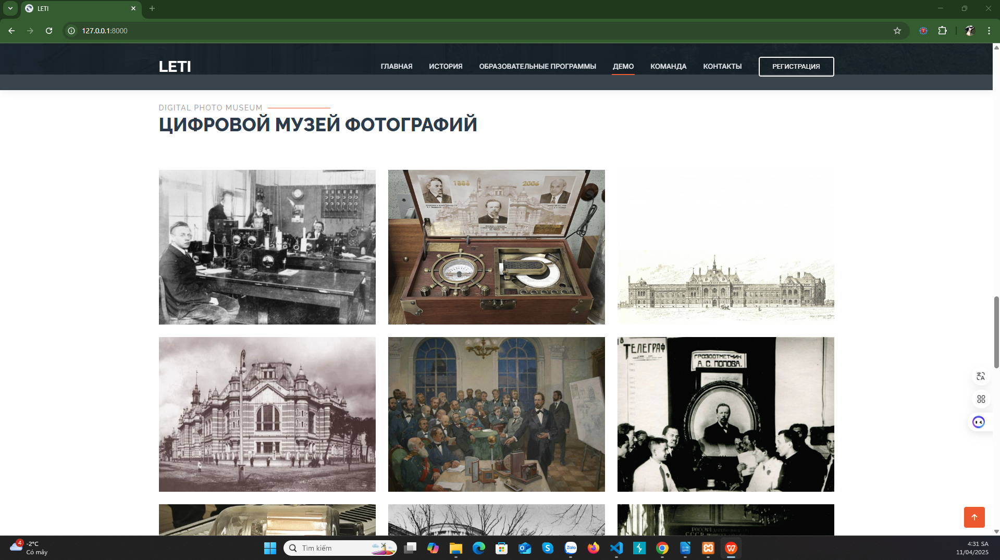 LETI
127.0.0.1:8000
LETI
ГЛАВНАЯ
ИСТОРИЯ
ОБРАЗОВАТЕЛЬНЫЕ ПРОГРАММЫ
ДЕМО
КОМАНДА
КОНТАКТЫ
РЕГИСТРАЦИЯ
DIGITAL PHOTO MUSEUM
ЦИФРОВОЙ МУЗЕЙ ФОТОГРАФИЙ
1886
2006
ТЕЛЕГРАФ
ГРОЗООТМЕТЧИК
А.С. ПОПОВА.
4
-2°C
Có mây
Tìm kiếm
Zalo
4:31 SA
11/04/2025